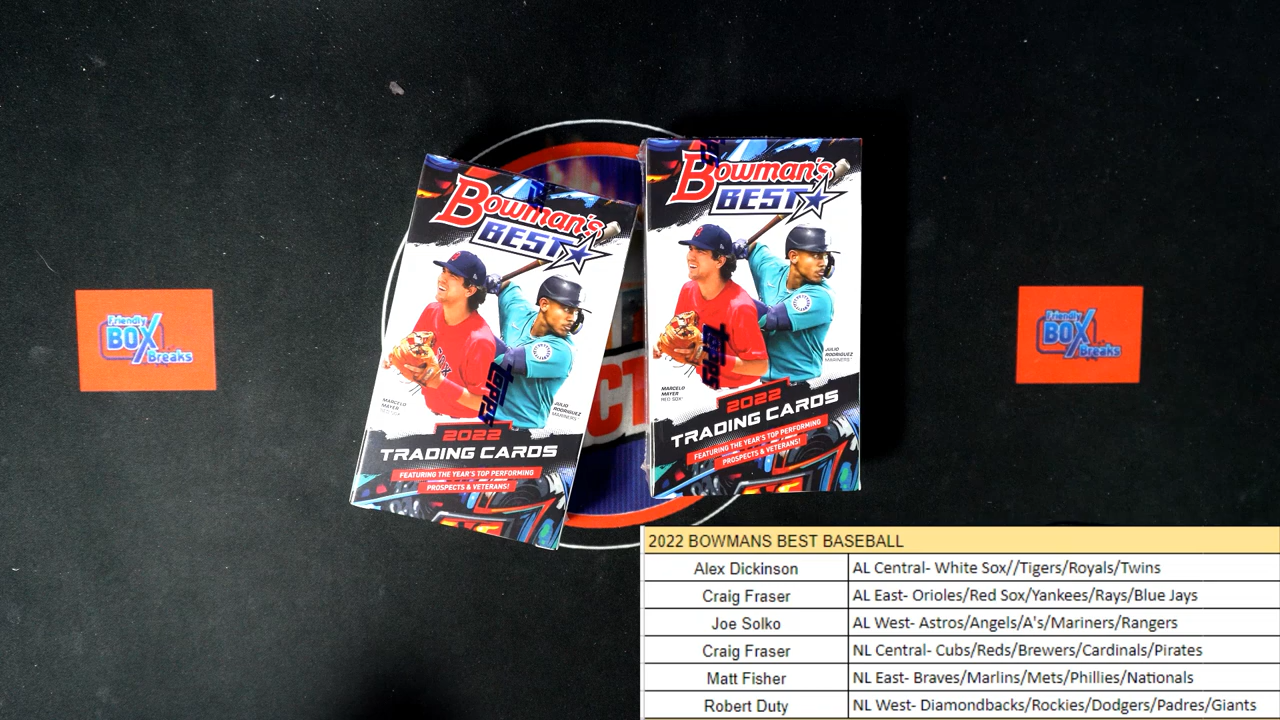 Bowman's
BEST
MARCELO
MAYER
RED SOX
JULIO
RODRIGUEZ
MARINERS
topps
2022
TRADING CARDS
FEATURING THE YEAR'S TOP PERFORMING
PROSPECTS & VETERANS!
Bowman's
BEST
MARCELO
MAYER
RED SOX
JULIO
RODRIGUEZ
MARINERS
topps
2022
TRADING CARDS
FEATURING THE YEAR'S TOP PERFORMING
PROSPECTS & VETERANS!
Friendly
BOX
Breaks
Friendly
BOX
Breaks
2022 BOWMANS BEST BASEBALL
Alex Dickinson AL Central- White Sox//Tigers/Royals/Twins
Craig Fraser AL East- Orioles/Red Sox/Yankees/Rays/Blue Jays
Joe Solko AL West- Astros/Angels/A's/Mariners/Rangers
Craig Fraser NL Central- Cubs/Reds/Brewers/Cardinals/Pirates
Matt Fisher NL East- Braves/Marlins/Mets/Phillies/Nationals
Robert Duty NL West- Diamondbacks/Rockies/Dodgers/Padres/Giants